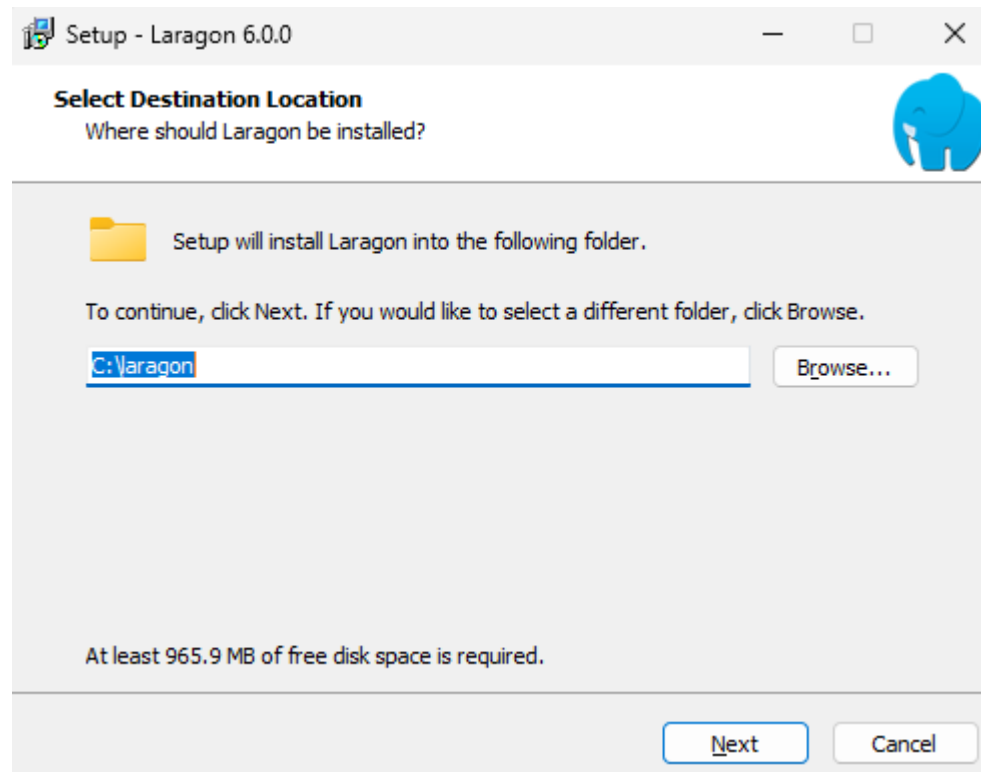 Setup - Laragon 6.0.0
Select Destination Location
Where should Laragon be installed?
Setup will install Laragon into the following folder.
To continue, click Next. If you would like to select a different folder, click Browse.
C:\laragon
Browse...
At least 965.9 MB of free disk space is required.
Next
Cancel